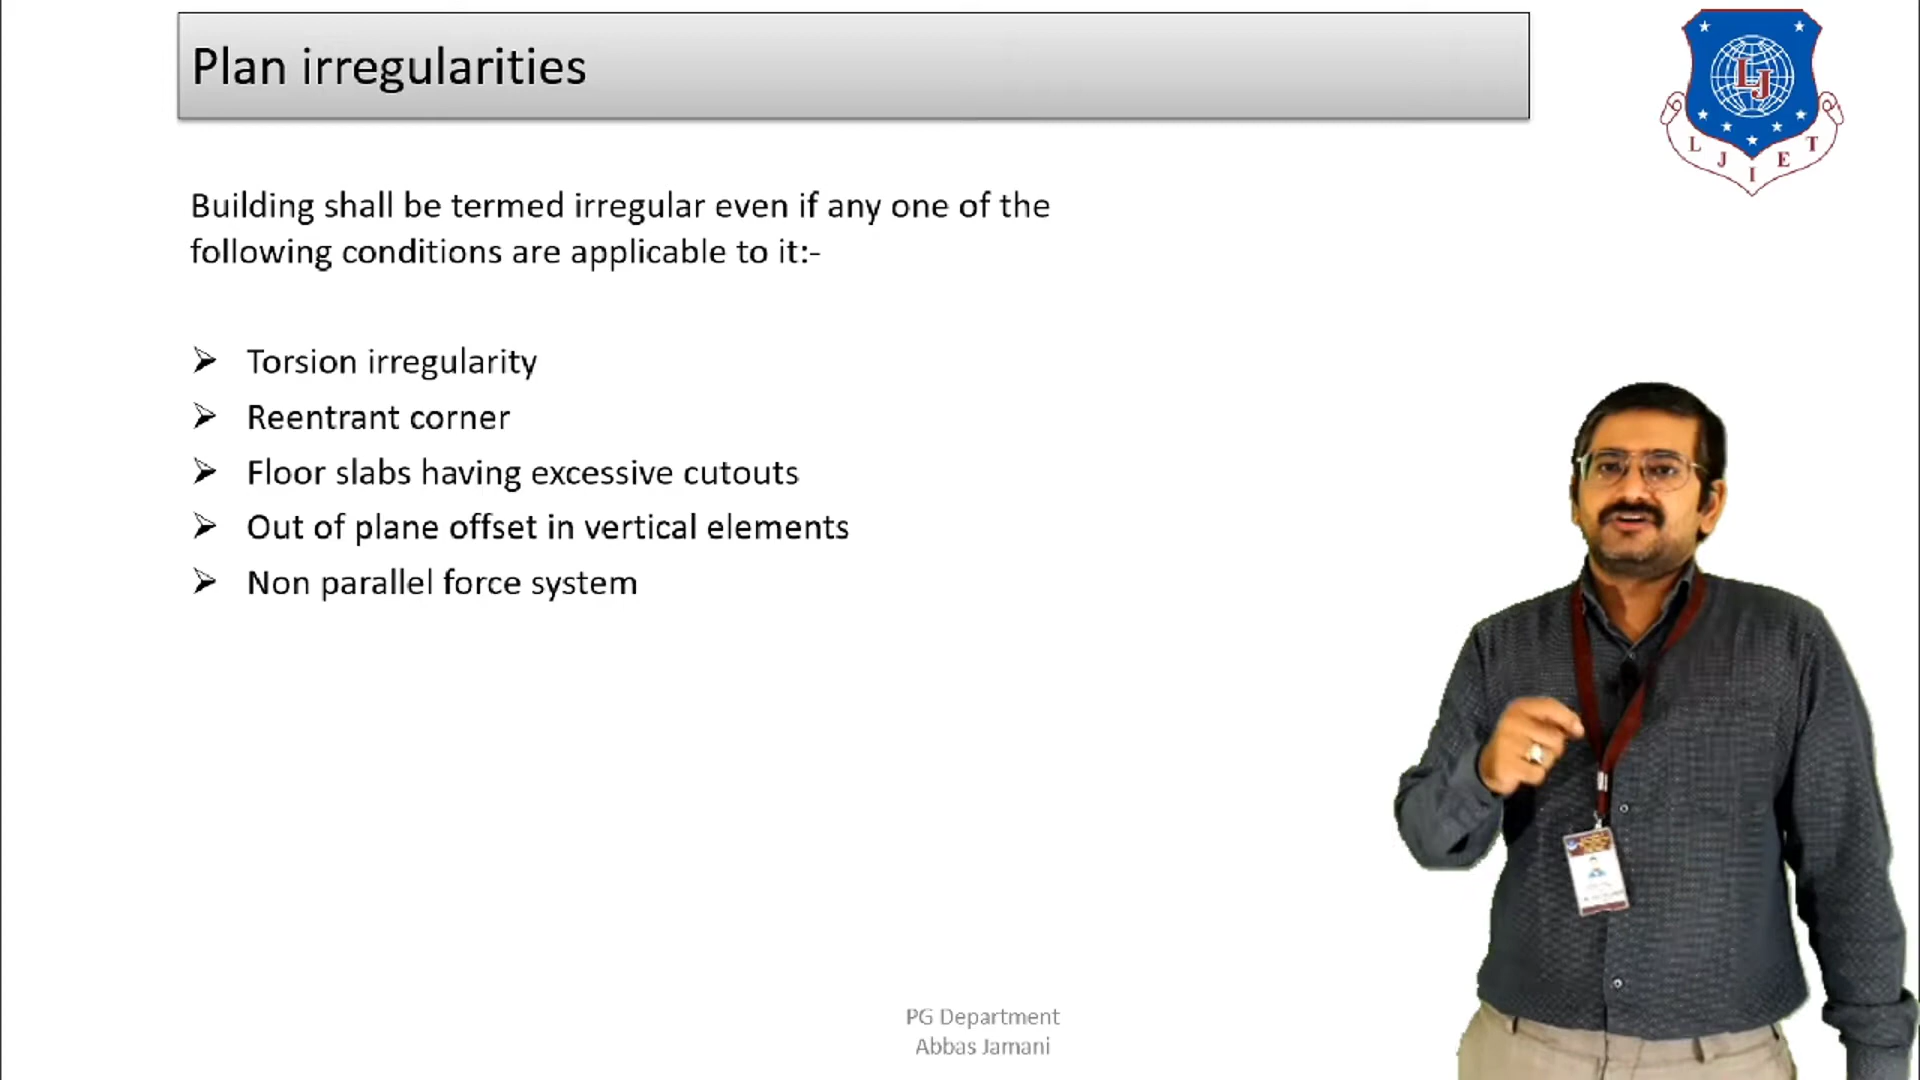 Plan irregularities
Building shall be termed irregular even if any one of the
following conditions are applicable to it:-
Torsion irregularity
Reentrant corner
Floor slabs having excessive cutouts
Out of plane offset in vertical elements
Non parallel force system
LJ
L J I E T
PG Department
Abbas Jamani